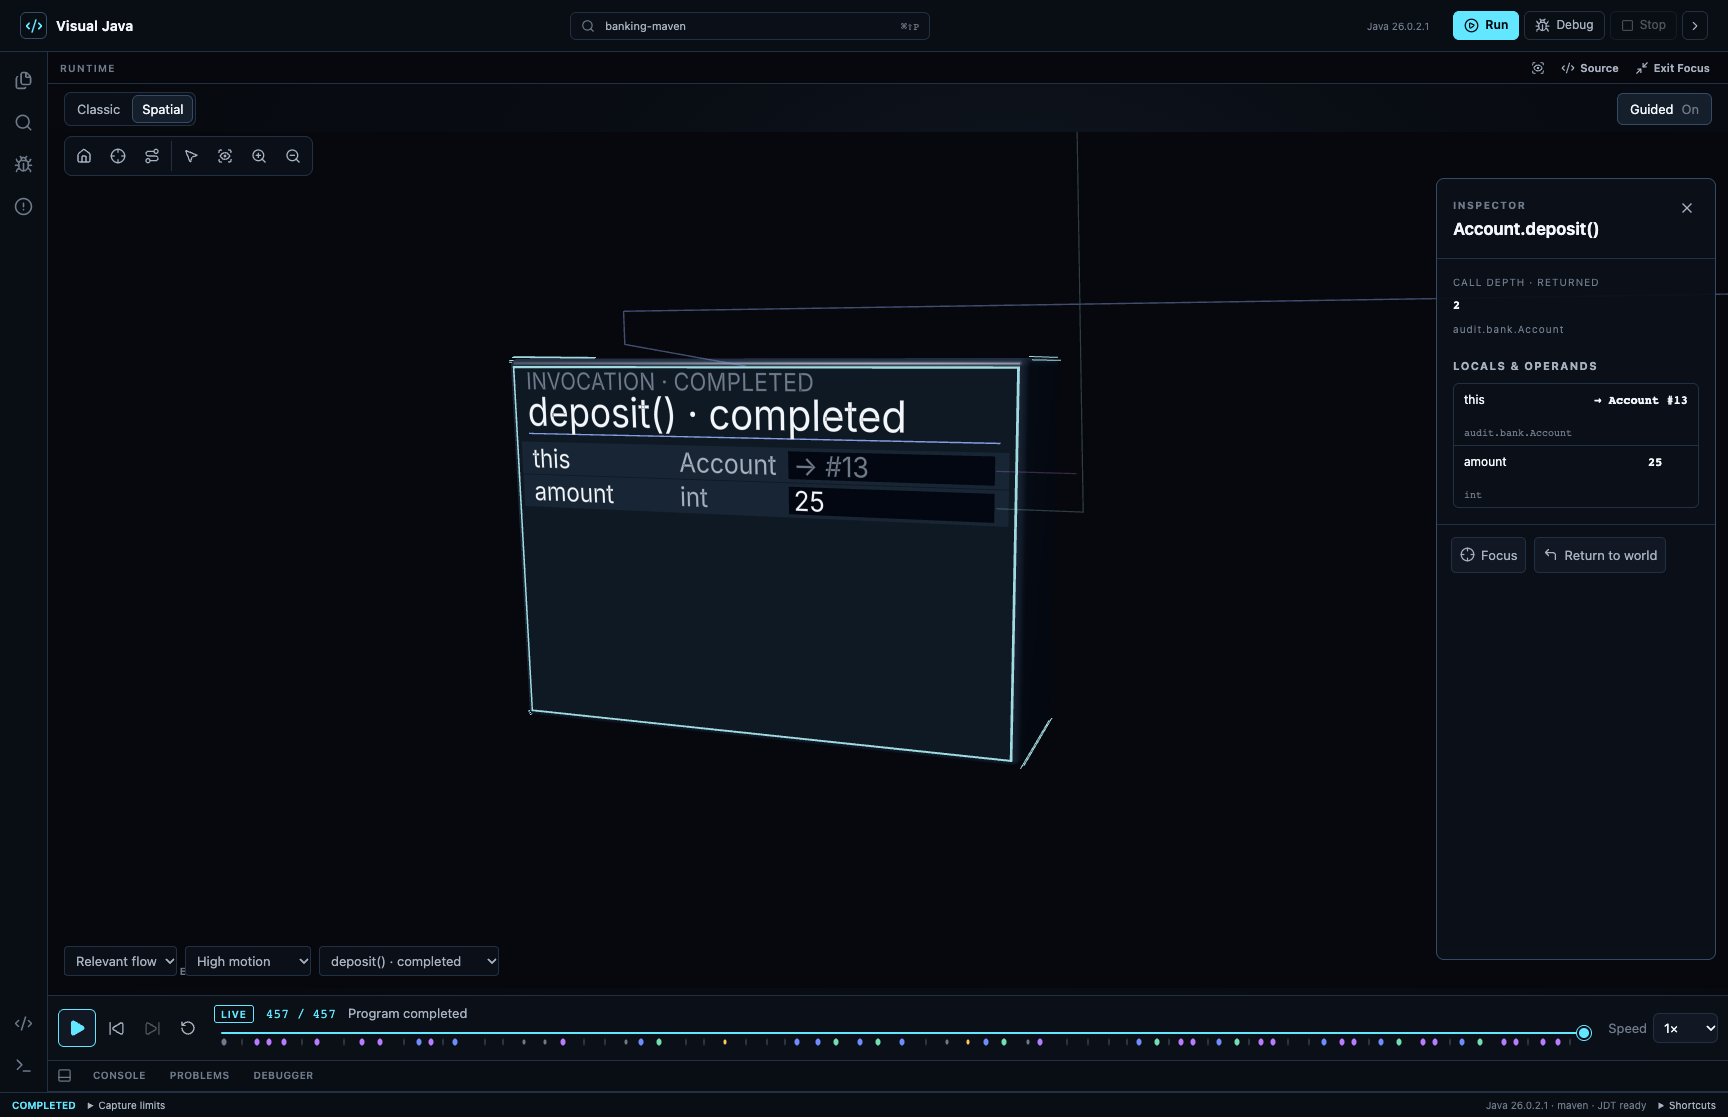 Visual Java
banking-maven
⌘⇧P
Java 26.0.2.1
Run
Debug
Stop
RUNTIME
Source
Exit Focus
Classic
Spatial
Guided On
INSPECTOR
Account.deposit()
CALL DEPTH · RETURNED
2
audit.bank.Account
LOCALS & OPERANDS
this → Account #13
audit.bank.Account
amount 25
int
Focus
Return to world
INVOCATION · COMPLETED
deposit() · completed
this Account → #13
amount int 25
Relevant flow
E
High motion
deposit() · completed
LIVE 457 / 457 Program completed
Speed 1×
CONSOLE PROBLEMS DEBUGGER
COMPLETED Capture limits
Java 26.0.2.1 · maven · JDT ready Shortcuts